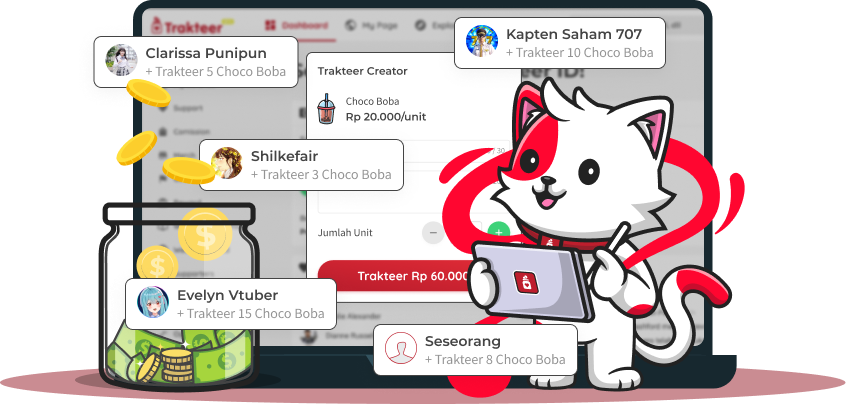 Trakteer
Dashboard
My Page
Kapten Saham 707
+ Trakteer 10 Choco Boba
Clarissa Punipun
+ Trakteer 5 Choco Boba
Trakteer Creator
Choco Boba
Rp 20.000/unit
Support
Shilkefair
+ Trakteer 3 Choco Boba
Jumlah Unit
Trakteer Rp 60.000
Evelyn Vtuber
+ Trakteer 15 Choco Boba
Seseorang
+ Trakteer 8 Choco Boba